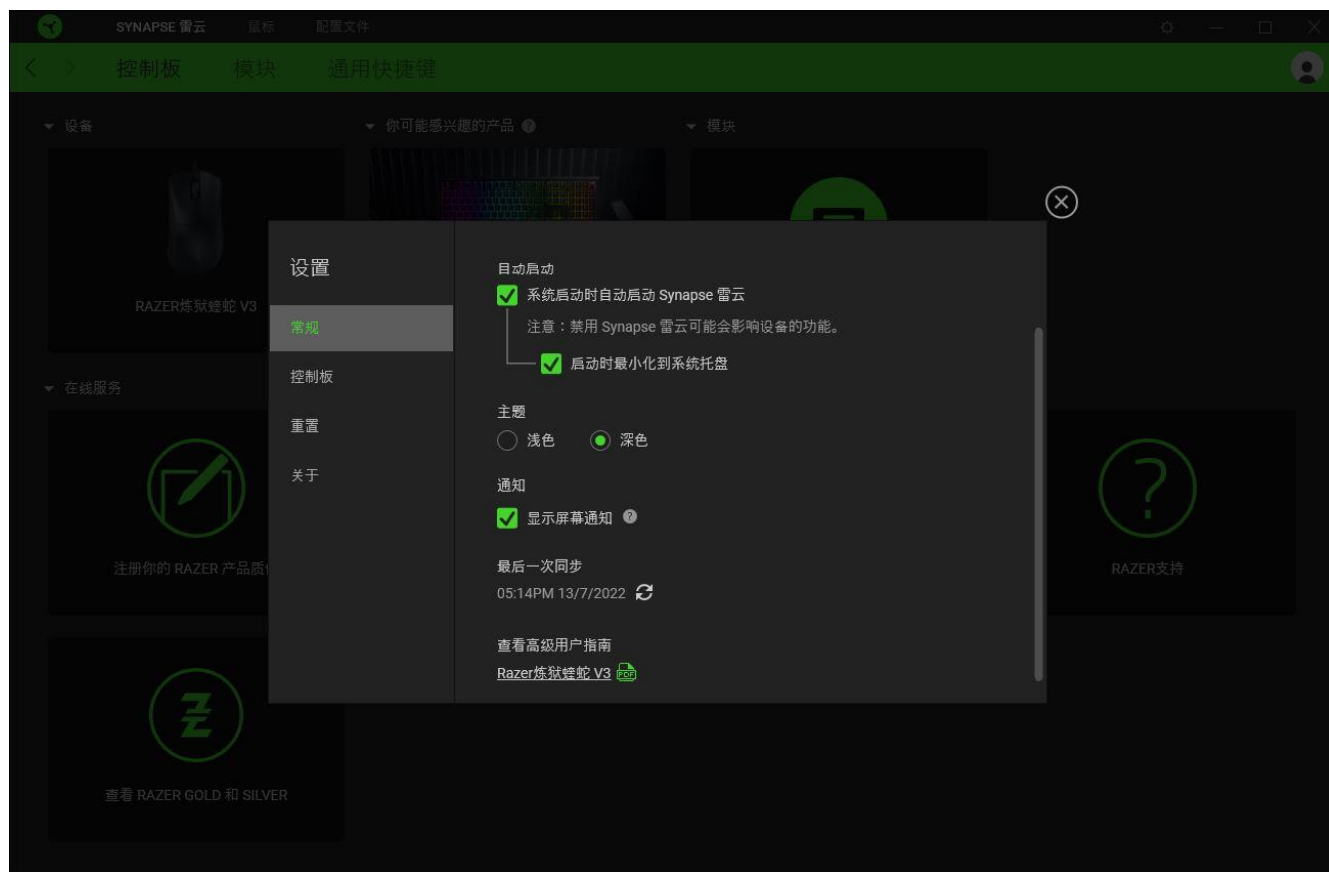 SYNAPSE 雷云 鼠标 配置文件
控制板 模块 通用快捷键
设备 你可能感兴趣的产品 ? 模块
RAZER炼狱蝰蛇 V3
在线服务
注册你的 RAZER 产品质
RAZER支持
查看 RAZER GOLD 和 SILVER
设置
常规
控制板
重置
关于
自动启动
系统启动时自动启动 Synapse 雷云
注意：禁用 Synapse 雷云可能会影响设备的功能。
启动时最小化到系统托盘
主题
浅色 深色
通知
显示屏幕通知 ?
最后一次同步
05:14PM 13/7/2022
查看高级用户指南
Razer炼狱蝰蛇 V3 PDF